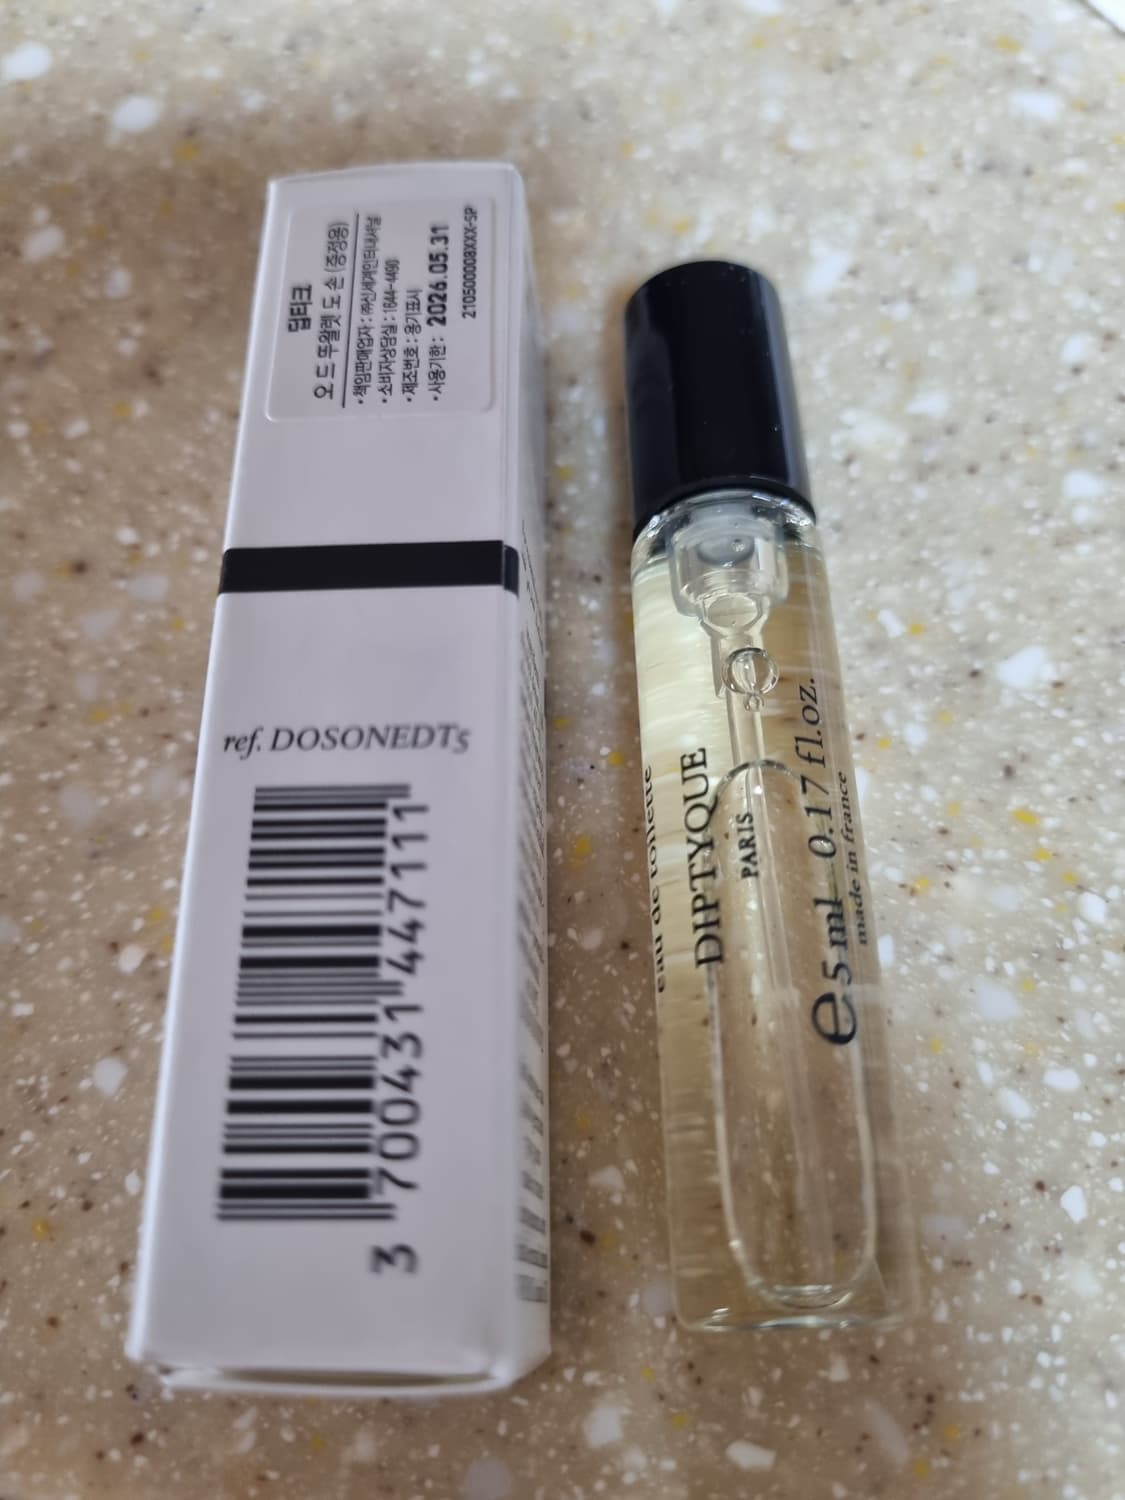 딥티크
오 드 뚜왈렛 도 손 (증정용)
• 책임판매업자 : ㈜신세계인터내셔날
• 소비자상담실 : 1644-4490
• 제조번호 : 용기표시
• 사용기한 : 2026.05.31
210500008XXX-SP
ref. DOSONEDT5
3 700431 447111
eau de toilette
DIPTYQUE
PARIS
e 5 ml 0.17 fl.oz.
made in france